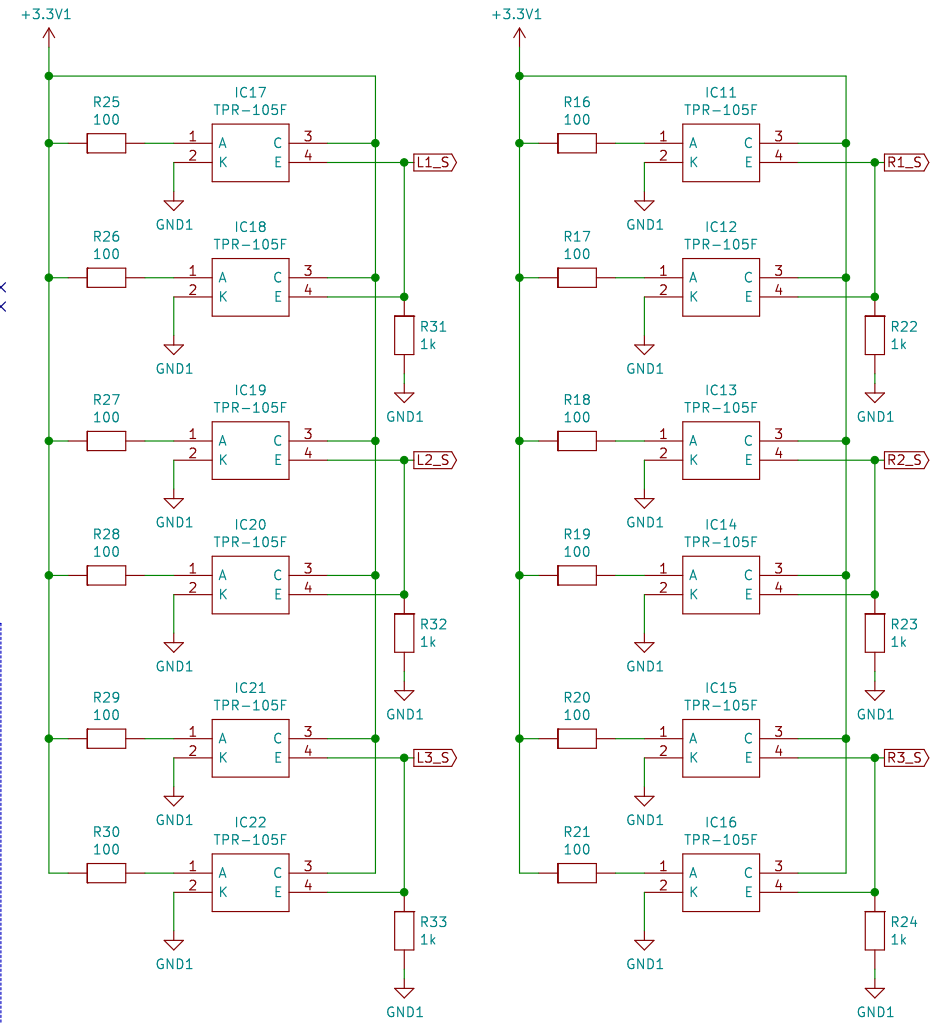 +3.3V1
R25
100
IC17
TPR-105F
1
2
A
K
C
E
3
4
L1_S
GND1
R26
100
IC18
TPR-105F
1
2
A
K
C
E
3
4
R31
1k
GND1
GND1
R27
100
IC19
TPR-105F
1
2
A
K
C
E
3
4
L2_S
GND1
R28
100
IC20
TPR-105F
1
2
A
K
C
E
3
4
R32
1k
GND1
GND1
R29
100
IC21
TPR-105F
1
2
A
K
C
E
3
4
L3_S
GND1
R30
100
IC22
TPR-105F
1
2
A
K
C
E
3
4
R33
1k
GND1
GND1
+3.3V1
R16
100
IC11
TPR-105F
1
2
A
K
C
E
3
4
R1_S
GND1
R17
100
IC12
TPR-105F
1
2
A
K
C
E
3
4
R22
1k
GND1
GND1
R18
100
IC13
TPR-105F
1
2
A
K
C
E
3
4
R2_S
GND1
R19
100
IC14
TPR-105F
1
2
A
K
C
E
3
4
R23
1k
GND1
GND1
R20
100
IC15
TPR-105F
1
2
A
K
C
E
3
4
R3_S
GND1
R21
100
IC16
TPR-105F
1
2
A
K
C
E
3
4
R24
1k
GND1
GND1